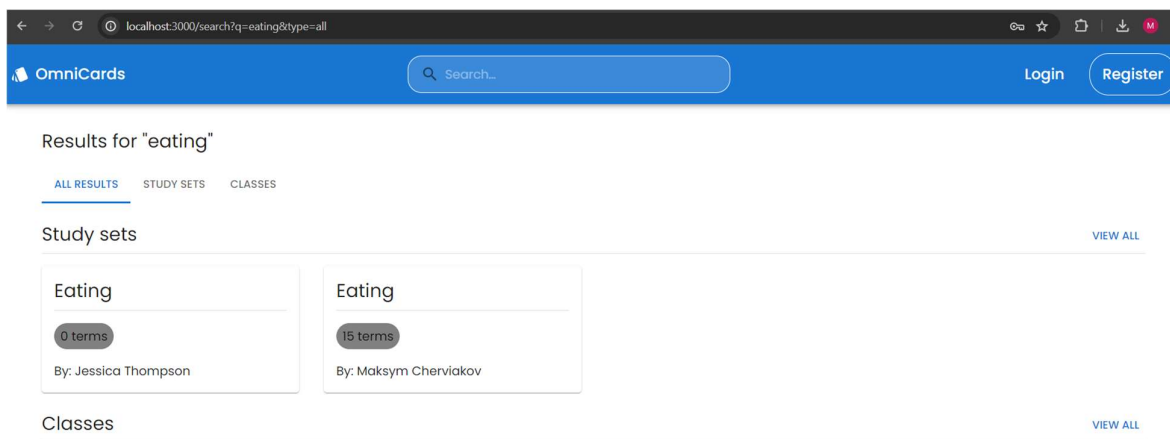 localhost:3000/search?q=eating&type=all
M
OmniCards
Search...
Login
Register
Results for "eating"
ALL RESULTS STUDY SETS CLASSES
Study sets
VIEW ALL
Eating
0 terms
By: Jessica Thompson
Eating
15 terms
By: Maksym Cherviakov
Classes
VIEW ALL